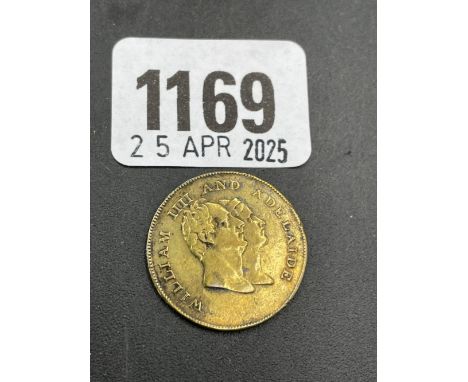 1169
25 APR 2025
WILLIAM IIII AND ADELAIDE